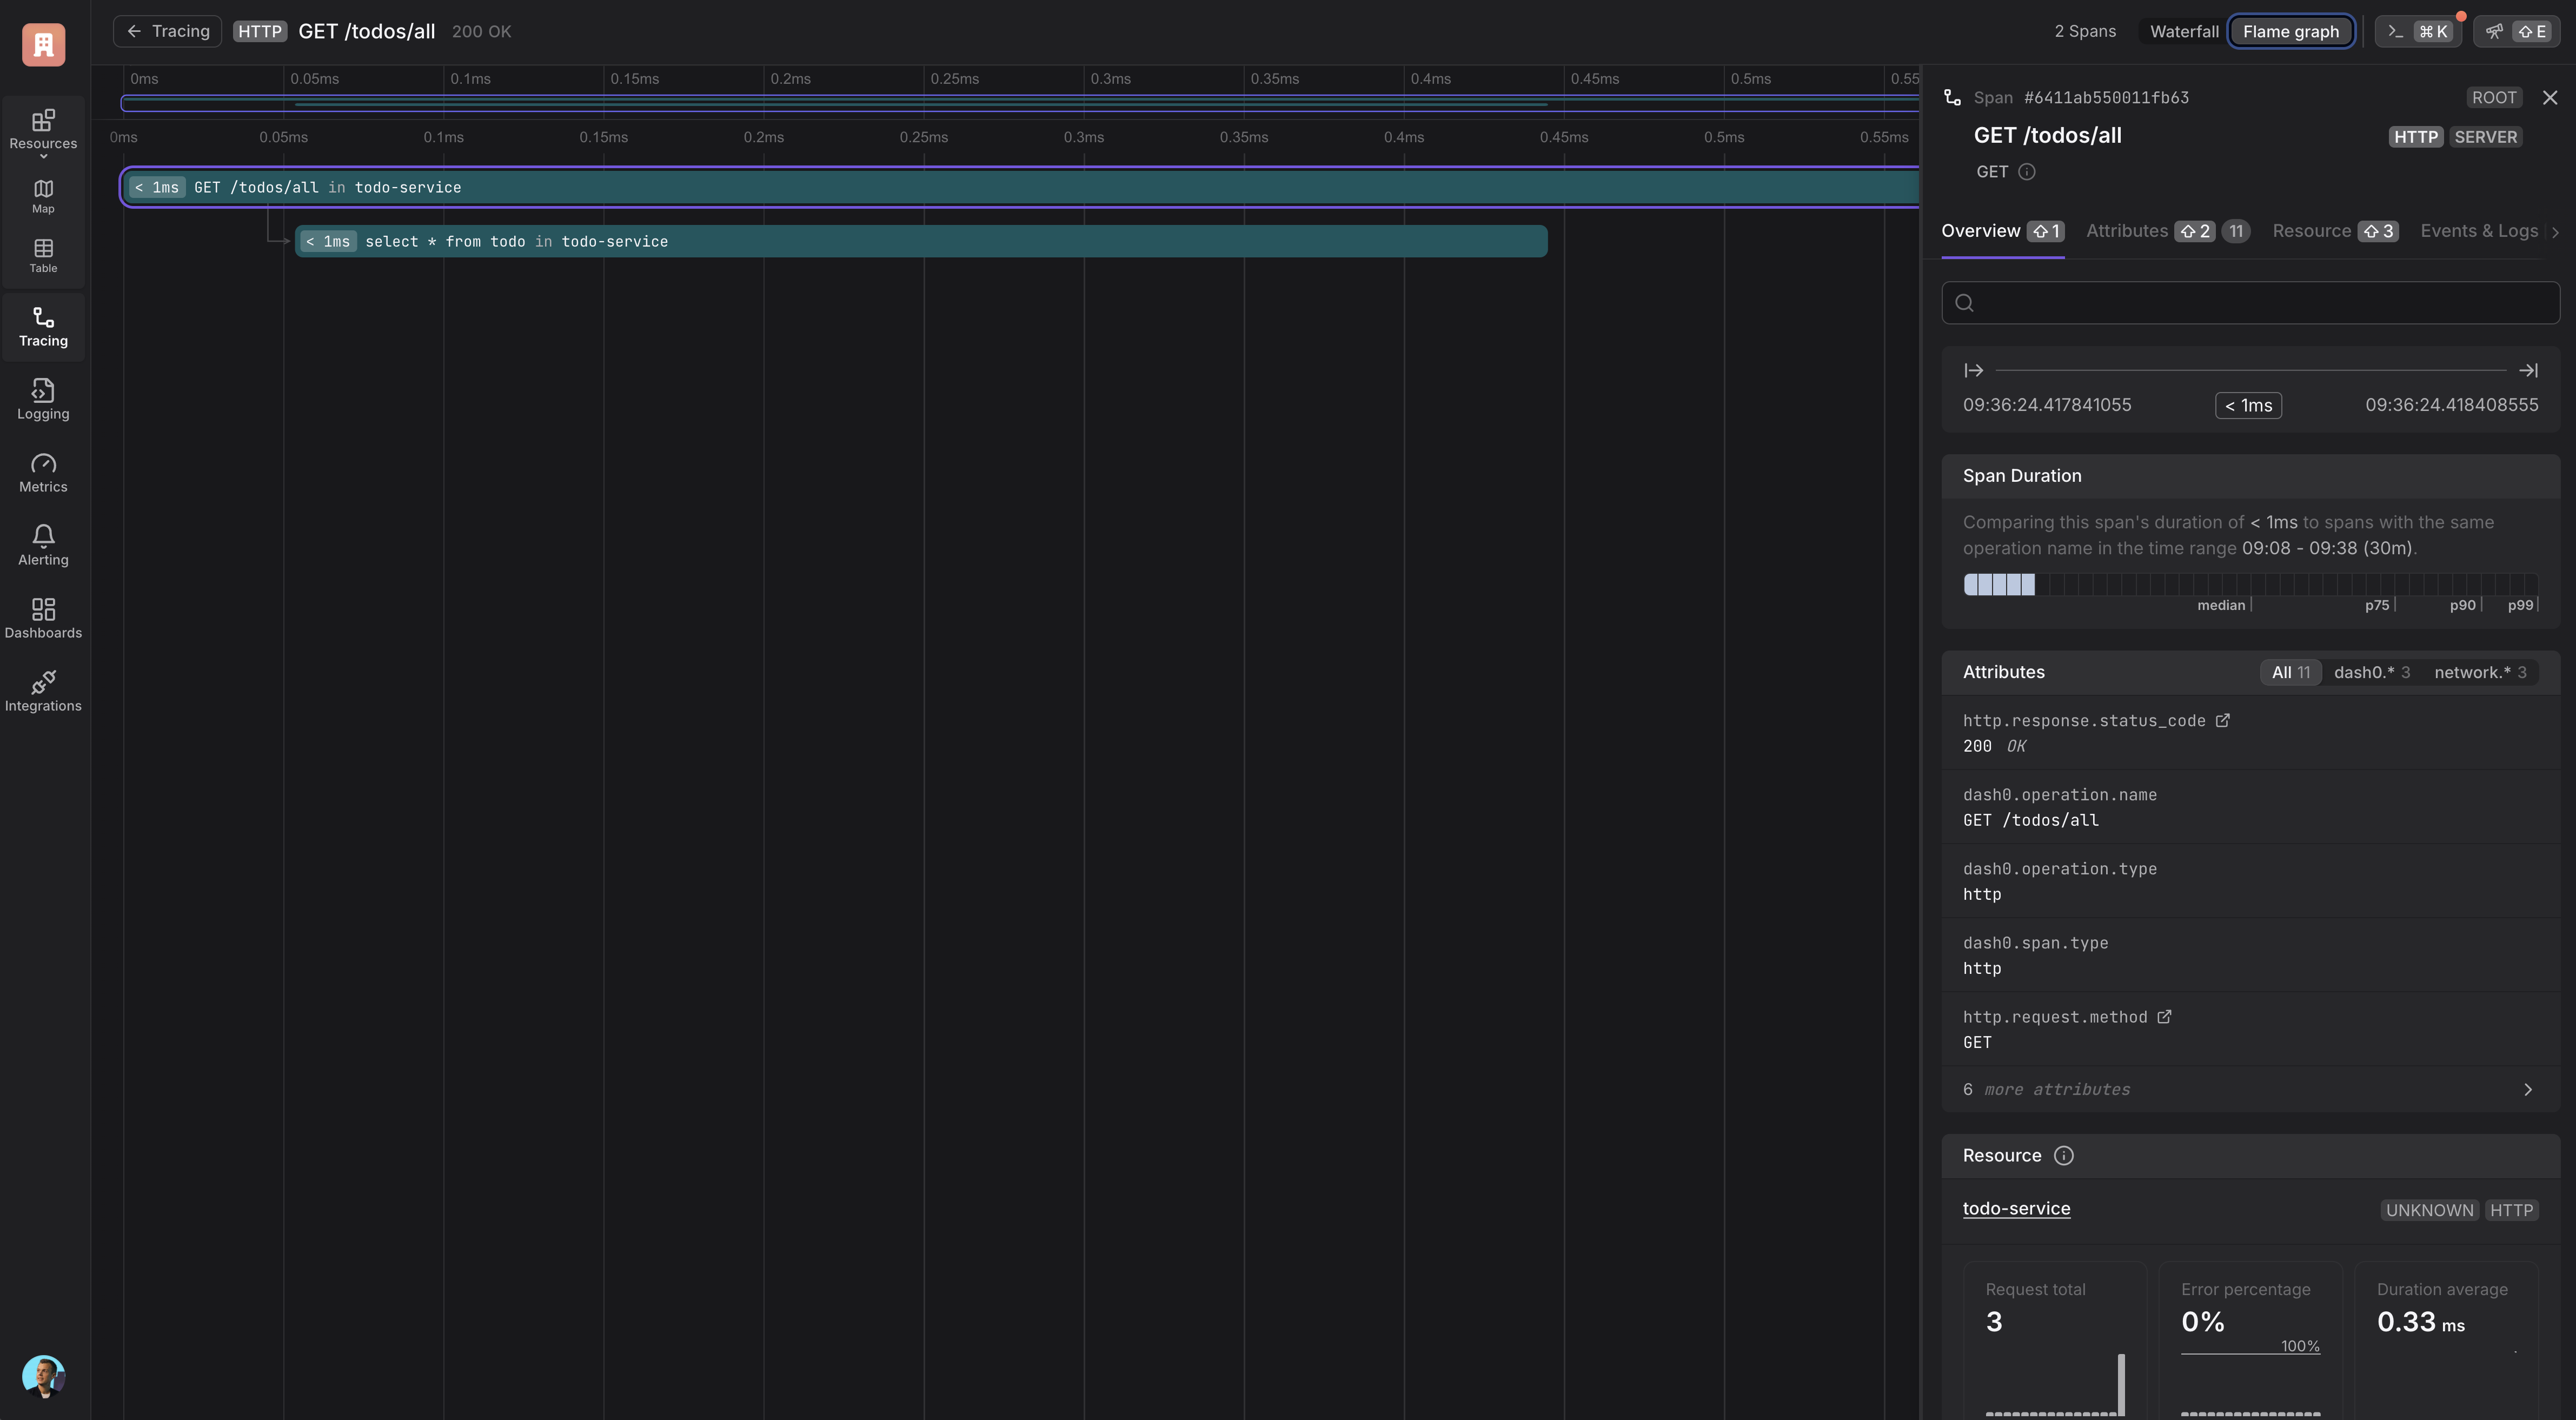 Tracing HTTP GET /todos/all 200 OK 2 Spans Waterfall Flame graph ⌘ K E
Resources
Map
Table
Tracing
Logging
Metrics
Alerting
Dashboards
Integrations
0ms 0.05ms 0.1ms 0.15ms 0.2ms 0.25ms 0.3ms 0.35ms 0.4ms 0.45ms 0.5ms 0.55
0ms 0.05ms 0.1ms 0.15ms 0.2ms 0.25ms 0.3ms 0.35ms 0.4ms 0.45ms 0.5ms 0.55ms
< 1ms GET /todos/all in todo-service
< 1ms select * from todo in todo-service
Span #6411ab550011fb63 ROOT
GET /todos/all HTTP SERVER
GET
Overview 1 Attributes 2 11 Resource 3 Events & Logs
09:36:24.417841055 < 1ms 09:36:24.418408555
Span Duration
Comparing this span's duration of < 1ms to spans with the same
operation name in the time range 09:08 - 09:38 (30m).
median p75 p90 p99
Attributes All 11 dash0.* 3 network.* 3
http.response.status_code
200 OK
dash0.operation.name
GET /todos/all
dash0.operation.type
http
dash0.span.type
http
http.request.method
GET
6 more attributes
Resource
todo-service UNKNOWN HTTP
Request total Error percentage Duration average
3 0% 0.33 ms
100%